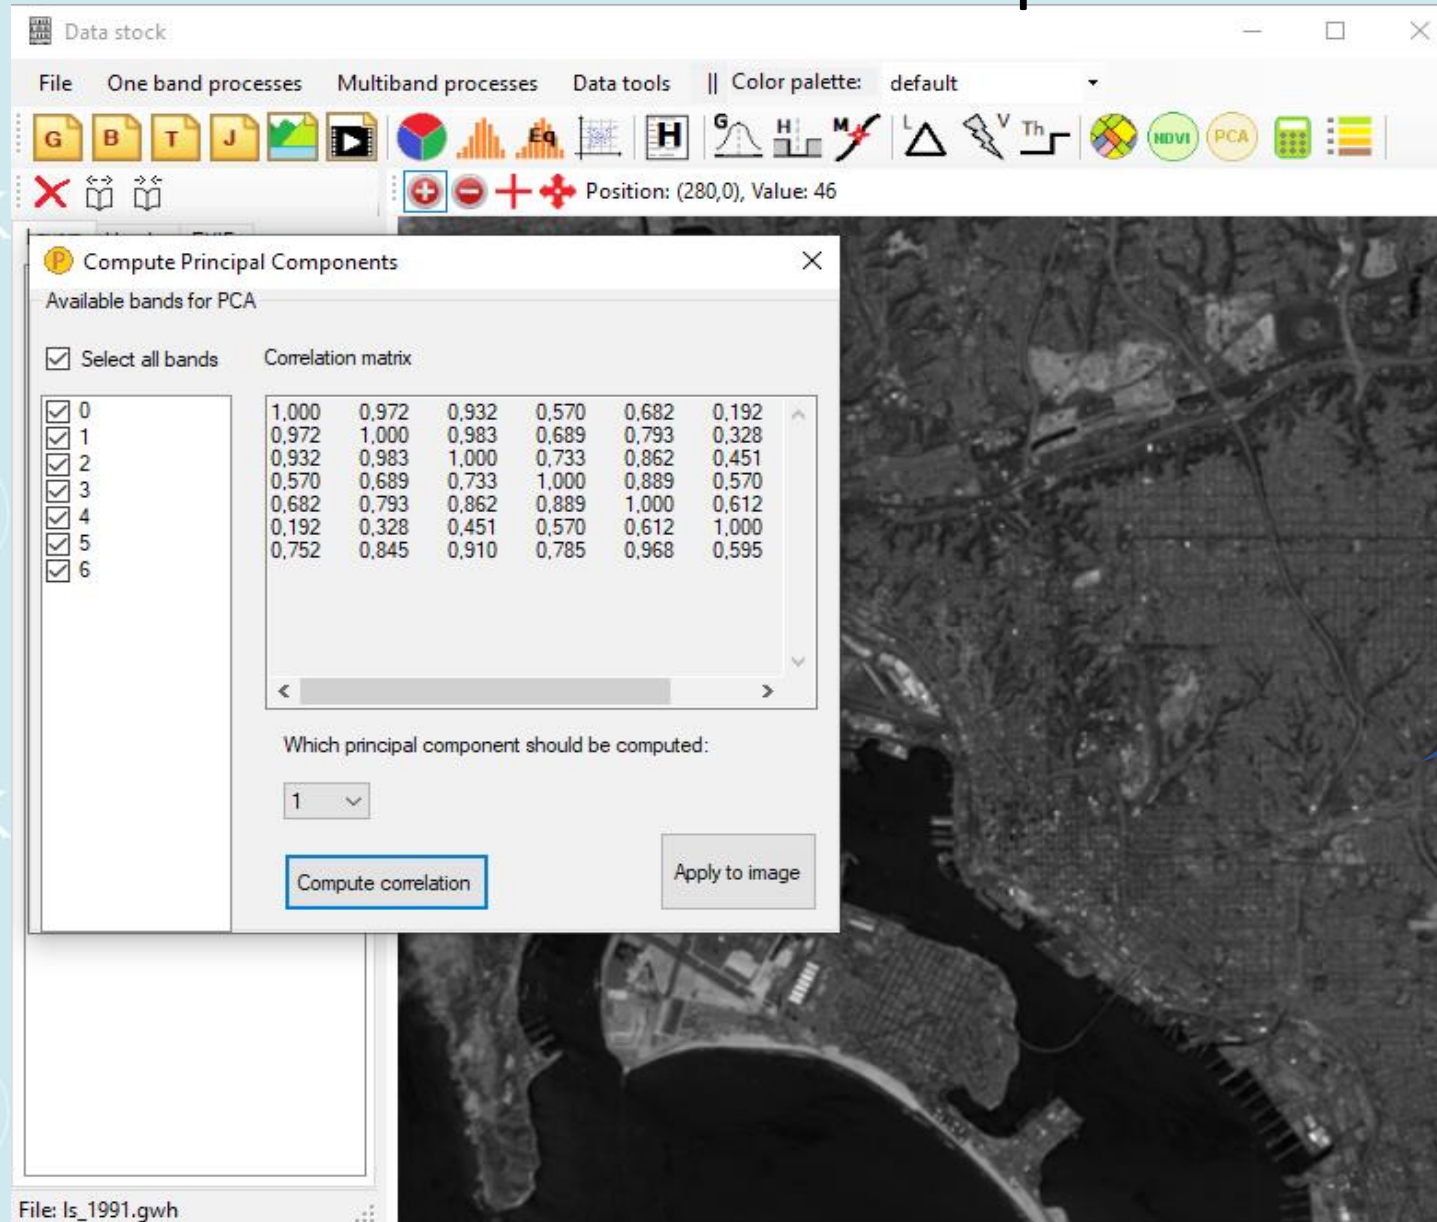 Data stock
File One band processes Multiband processes Data tools || Color palette: default
G B T J Eq H G H M L V Th NDVI PCA
Position: (280,0), Value: 46
Compute Principal Components
Available bands for PCA
Select all bands Correlation matrix
0
1
2
3
4
5
6
1,000 0,972 0,932 0,570 0,682 0,192
0,972 1,000 0,983 0,689 0,793 0,328
0,932 0,983 1,000 0,733 0,862 0,451
0,570 0,689 0,733 1,000 0,889 0,570
0,682 0,793 0,862 0,889 1,000 0,612
0,192 0,328 0,451 0,570 0,612 1,000
0,752 0,845 0,910 0,785 0,968 0,595
Which principal component should be computed:
1
Compute correlation Apply to image
File: ls_1991.gwh